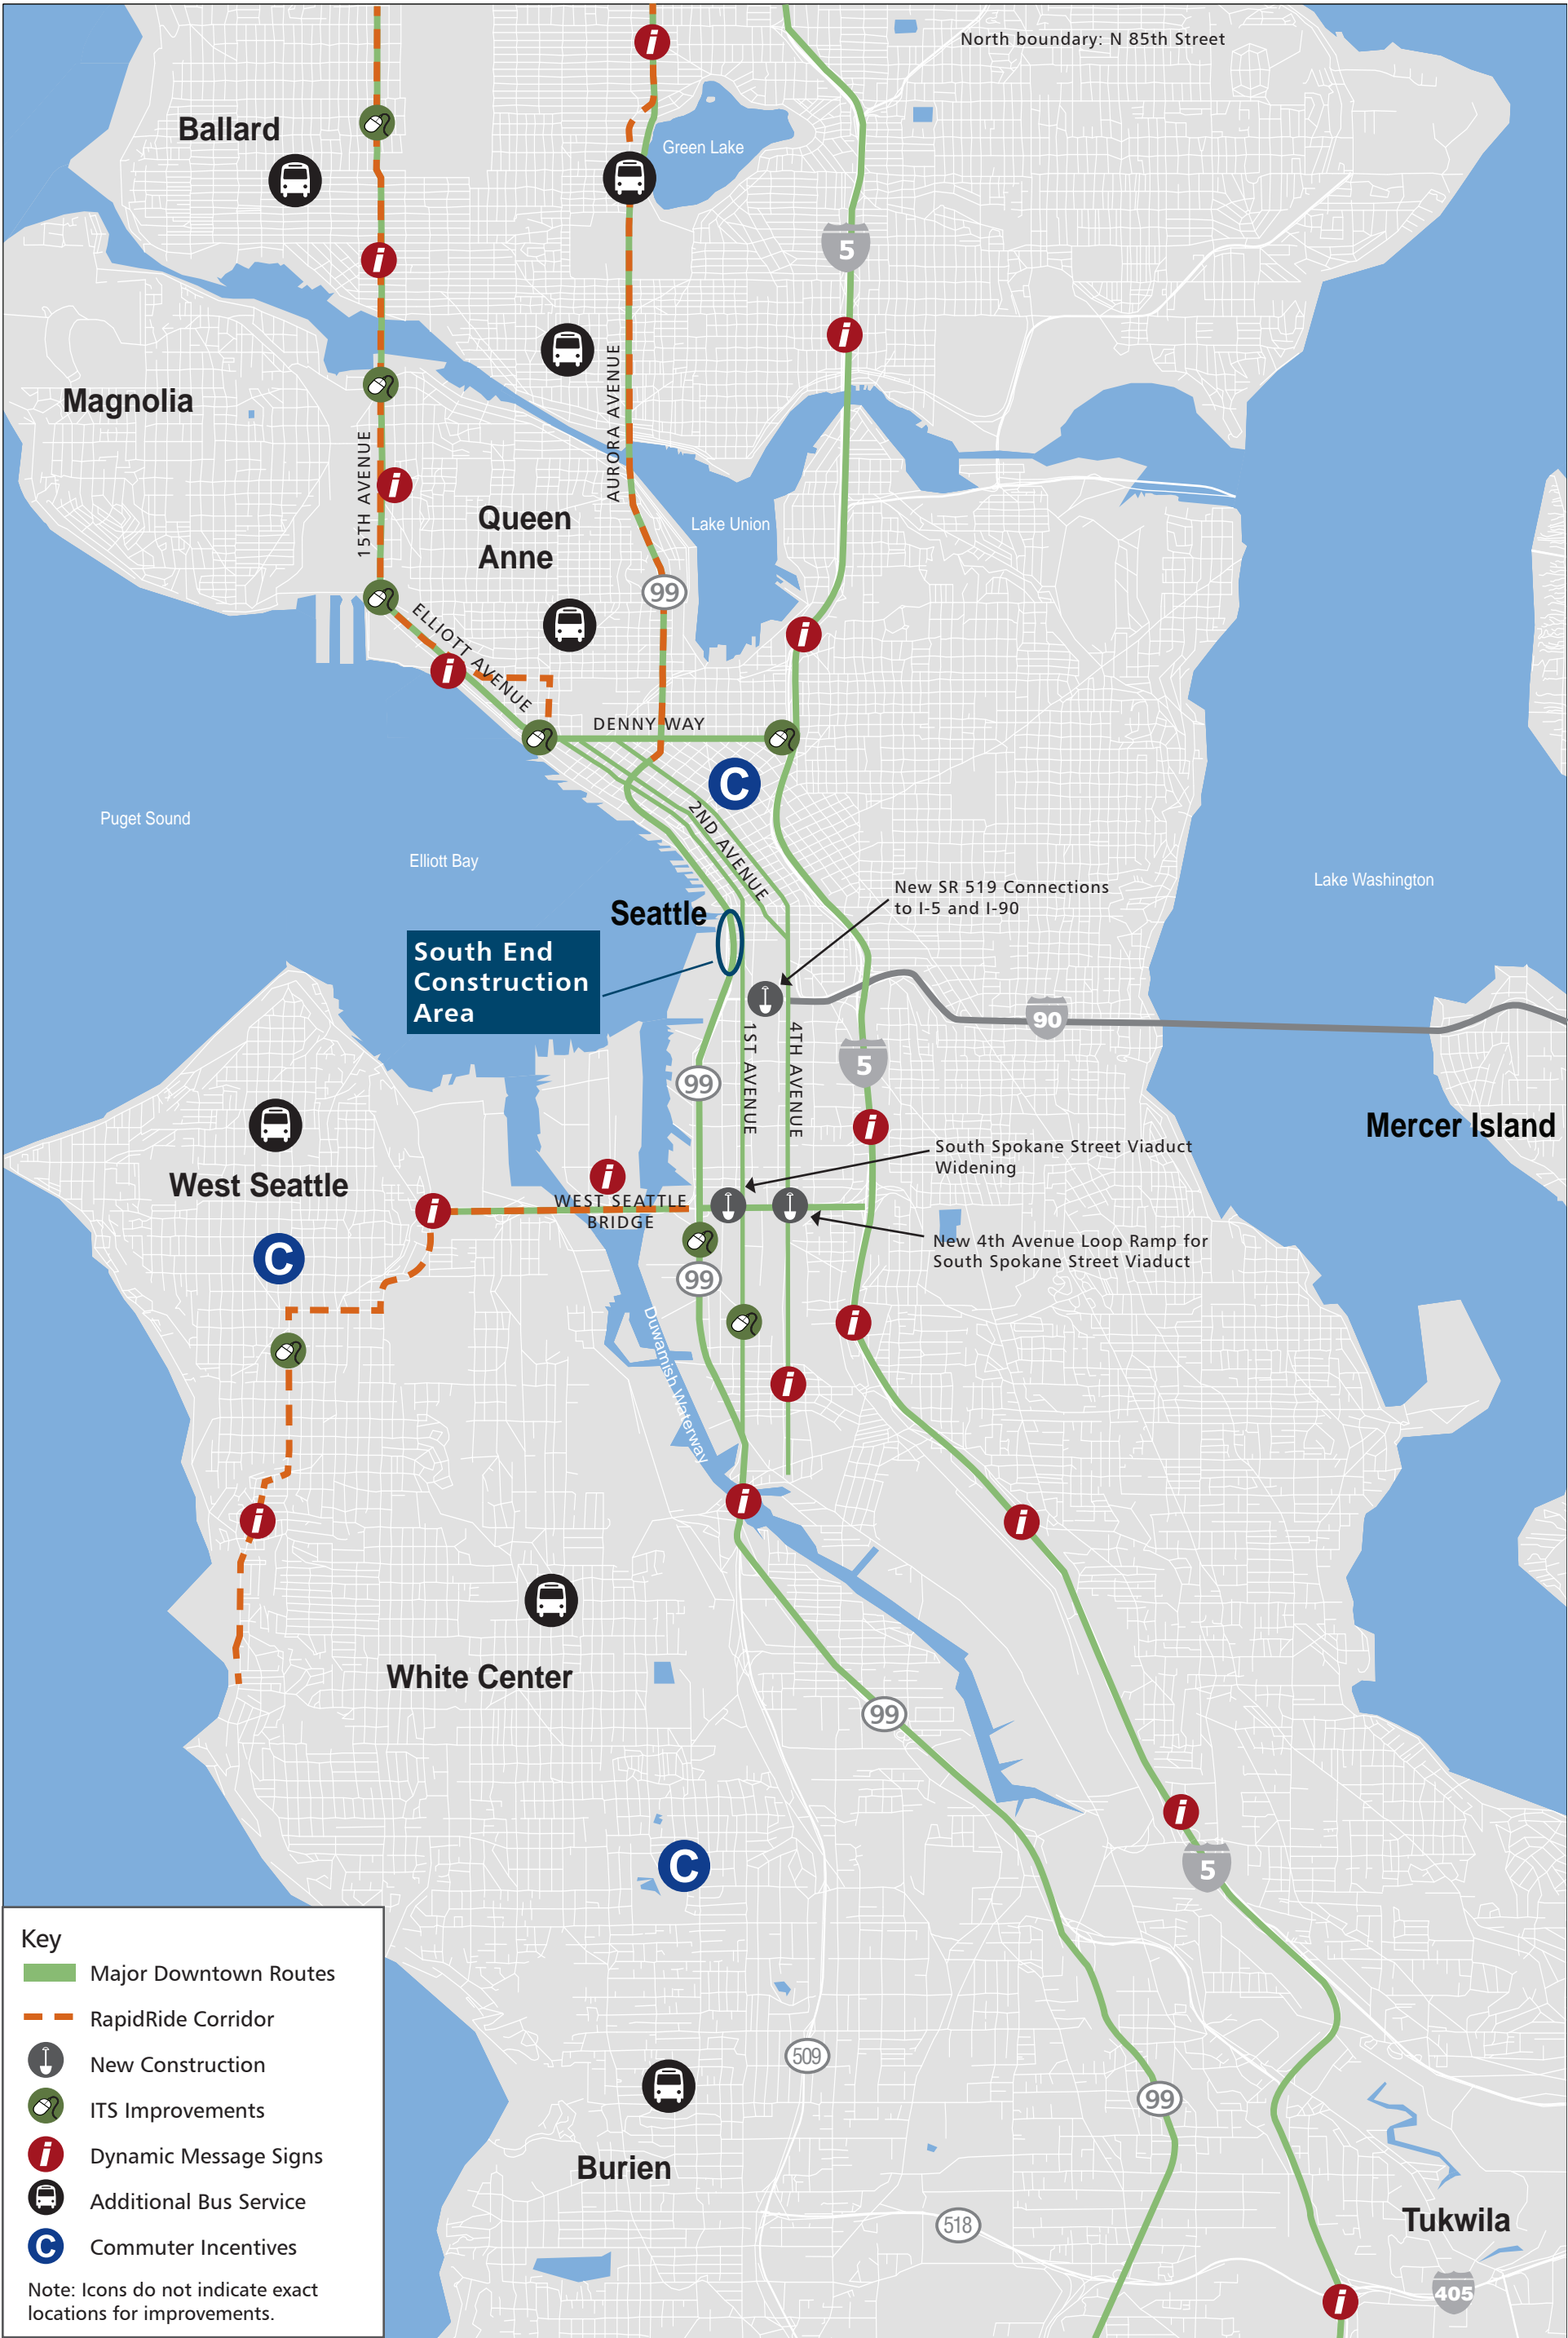 North boundary: N 85th Street
Ballard
Green Lake
5
Magnolia
AURORA AVENUE
15TH AVENUE
Queen
Anne
Lake Union
99
ELLIOTT AVENUE
DENNY WAY
C
2ND AVENUE
Puget Sound
Elliott Bay
Lake Washington
New SR 519 Connections
to I-5 and I-90
Seattle
South End
Construction
Area
90
1ST AVENUE
4TH AVENUE
5
99
Mercer Island
South Spokane Street Viaduct
Widening
West Seattle
WEST SEATTLE
BRIDGE
New 4th Avenue Loop Ramp for
South Spokane Street Viaduct
C
99
Duwamish Waterway
White Center
99
C
5
509
99
Burien
518
Tukwila
405
Key
Major Downtown Routes
RapidRide Corridor
New Construction
ITS Improvements
i Dynamic Message Signs
Additional Bus Service
C Commuter Incentives
Note: Icons do not indicate exact
locations for improvements.